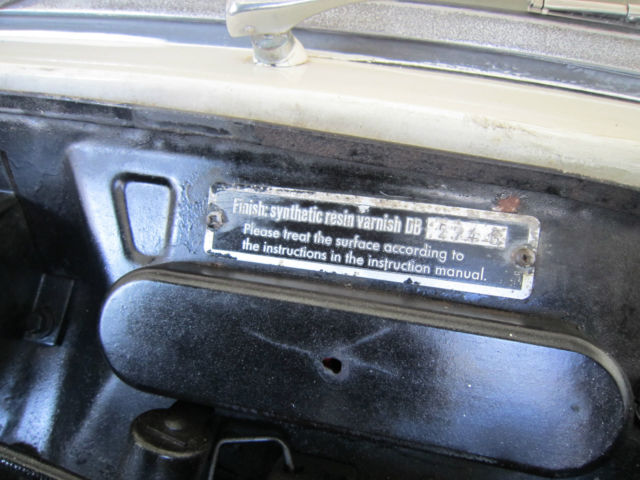 Finish: synthetic resin varnish DB
Please treat the surface according to
the instructions in the instruction manual.